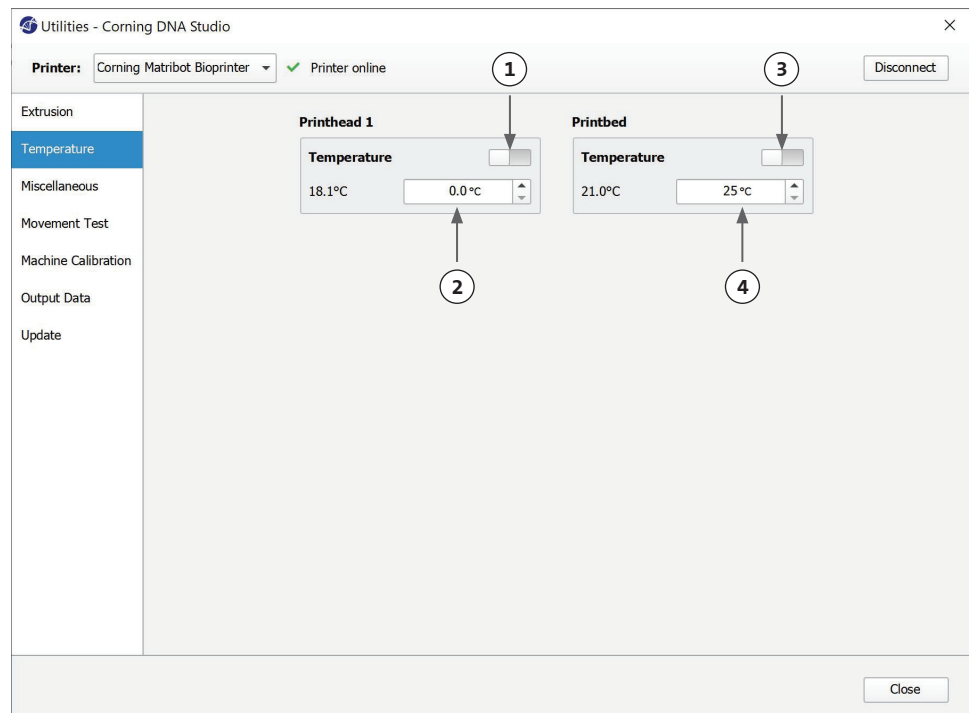 Utilities - Corning DNA Studio
Printer: Corning Matribot Bioprinter Printer online Disconnect
1 3
Extrusion
Temperature
Miscellaneous
Movement Test
Machine Calibration
Output Data
Update
Printhead 1
Temperature
18.1°C 0.0 °C
2
Printbed
Temperature
21.0°C 25 °C
4
Close